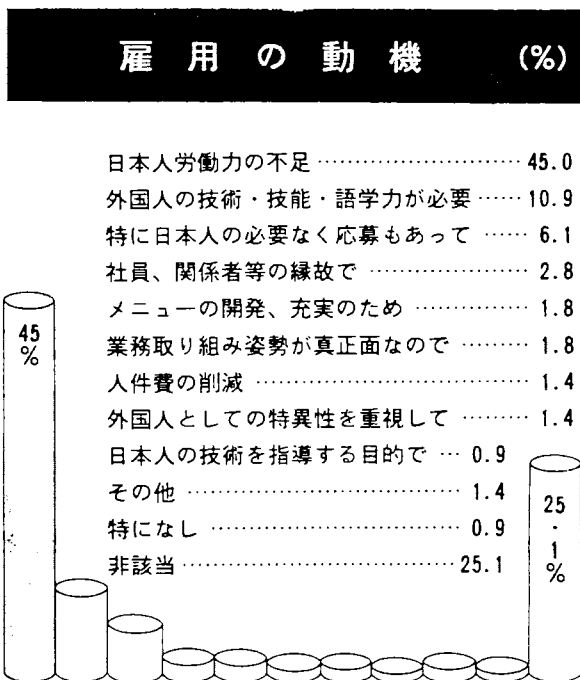 雇用の動機 (%)
日本人労働力の不足……………………45.0
外国人の技術・技能・語学力が必要……10.9
特に日本人の必要なく応募もあって……6.1
社員、関係者等の縁故で………………2.8
メニューの開発、充実のため……………1.8
業務取り組み姿勢が真正面なので………1.8
人件費の削減……………………………1.4
外国人としての特異性を重視して………1.4
日本人の技術を指導する目的で…0.9
その他……………………………1.4
特になし…………………………0.9
非該当……………………………25.1
45%
25.1%